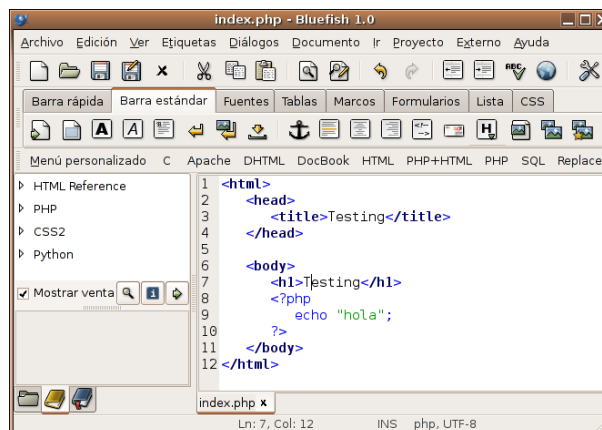 index.php - Bluefish 1.0
Archivo Edición Ver Etiquetas Diálogos Documento Ir Proyecto Externo Ayuda
Barra rápida Barra estándar Fuentes Tablas Marcos Formularios Lista CSS
Menú personalizado C Apache DHTML DocBook HTML PHP+HTML PHP SQL Replace
HTML Reference
PHP
CSS2
Python
Mostrar venta
1 <html>
2 <head>
3 <title>Testing</title>
4 </head>
5
6 <body>
7 <h1>Testing</h1>
8 <?php
9 echo "hola";
10 ?>
11 </body>
12 </html>
index.php x
Ln: 7, Col: 12 INS php, UTF-8